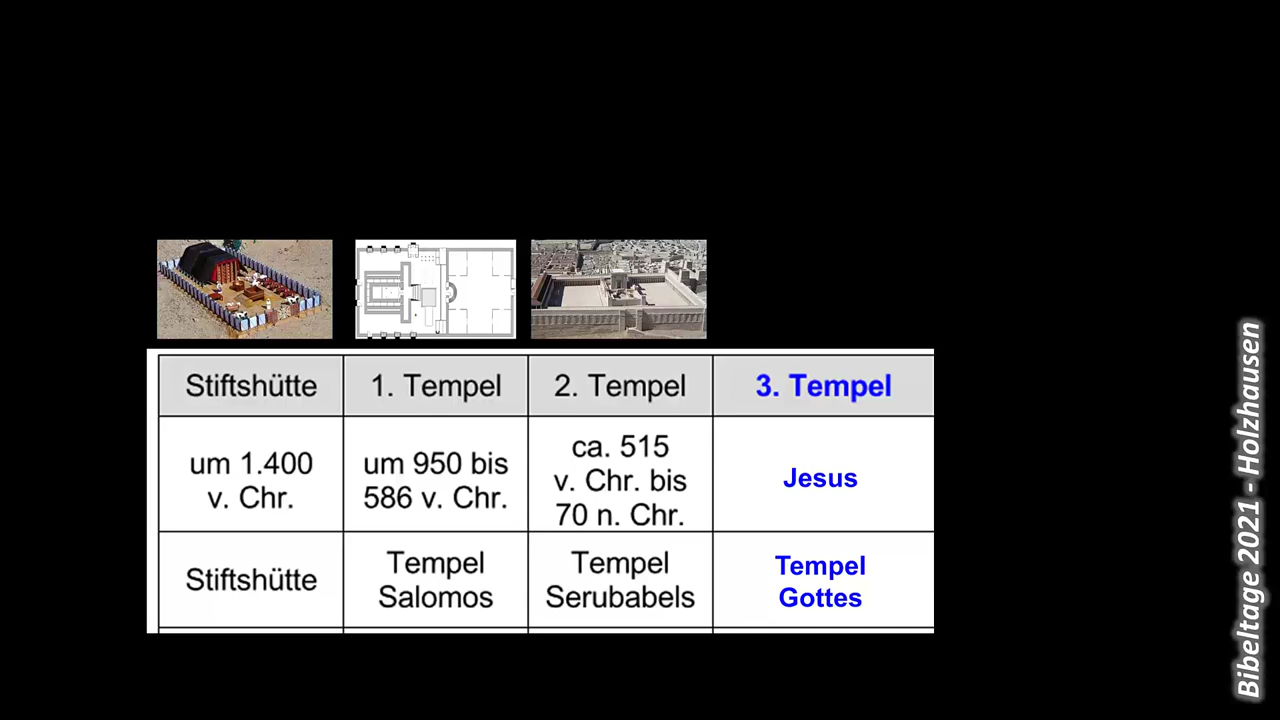 Stiftshütte
1. Tempel
2. Tempel
3. Tempel
um 1.400
v. Chr.
um 950 bis
586 v. Chr.
ca. 515
v. Chr. bis
70 n. Chr.
Jesus
Stiftshütte
Tempel
Salomos
Tempel
Serubabels
Tempel
Gottes
Bibeltage 2021 - Holzhausen